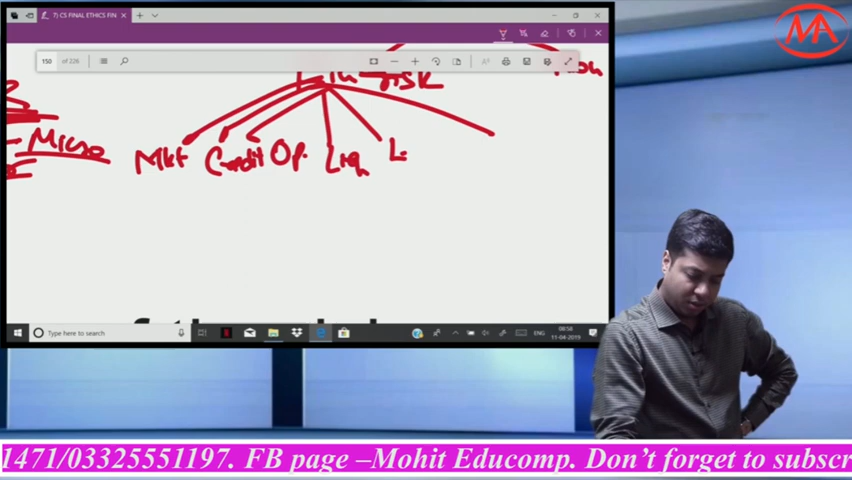 7) CS FINAL ETHICS FIN
MA
150 of 226
Risk
Micro
Mkt Credit Op. Liq L
Type here to search
ENG
08:58
11-04-2019
1471/03325551197. FB page –Mohit Educomp. Don’t forget to subscr